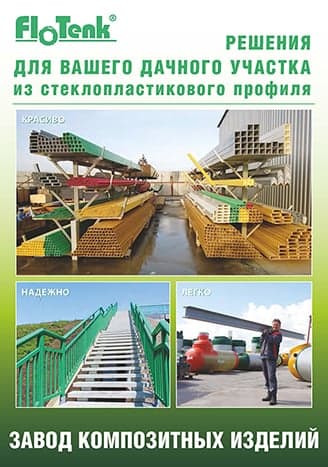 FloTenk®
РЕШЕНИЯ
ДЛЯ ВАШЕГО ДАЧНОГО УЧАСТКА
из стеклопластикового профиля
КРАСИВО
НАДЕЖНО
ЛЕГКО
ЗАВОД КОМПОЗИТНЫХ ИЗДЕЛИЙ